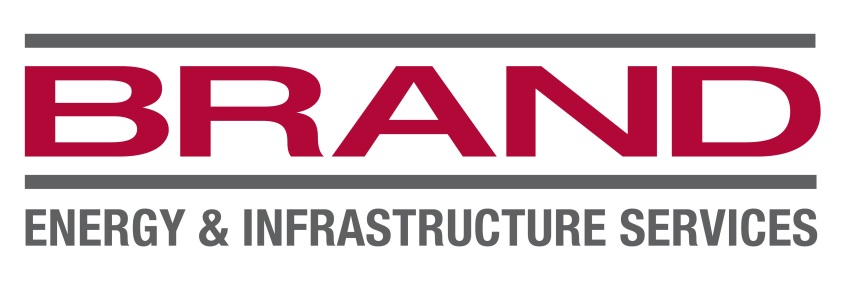 BRAND
ENERGY & INFRASTRUCTURE SERVICES